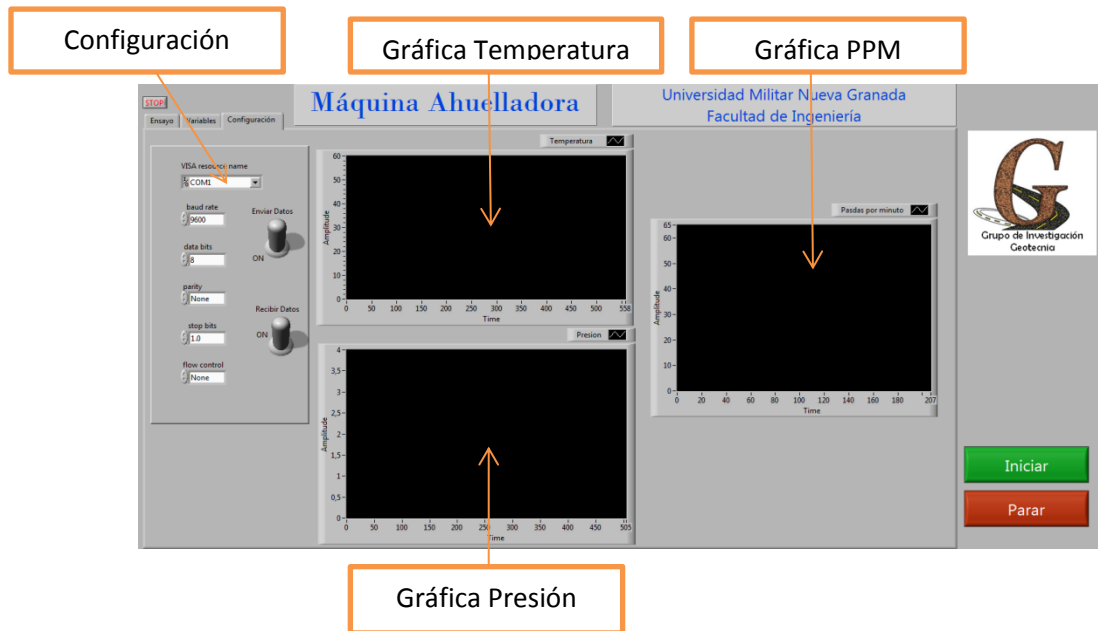 Configuración
Gráfica Temperatura
Gráfica PPM
STOP
Máquina Ahuelladora
Universidad Militar Nueva Granada
Facultad de Ingeniería
Ensayo Variables Configuración
VISA resource name
COM1
baud rate
9600
Enviar Datos
ON
data bits
8
parity
None
Recibir Datos
ON
stop bits
1.0
flow control
None
Temperatura
60
50
40
30
20
10
0
Amplitude
0 50 100 150 200 250 300 350 400 450 500 558
Time
Presion
4
3,5
3
2,5
2
1,5
1
0,5
0
Amplitude
0 50 100 150 200 250 300 350 400 450 505
Time
Pasdas por minuto
65
60
50
40
30
20
10
0
Amplitude
0 20 40 60 80 100 120 140 160 180 207
Time
G
Grupo de Investigación
Geotecnia
Iniciar
Parar
Gráfica Presión